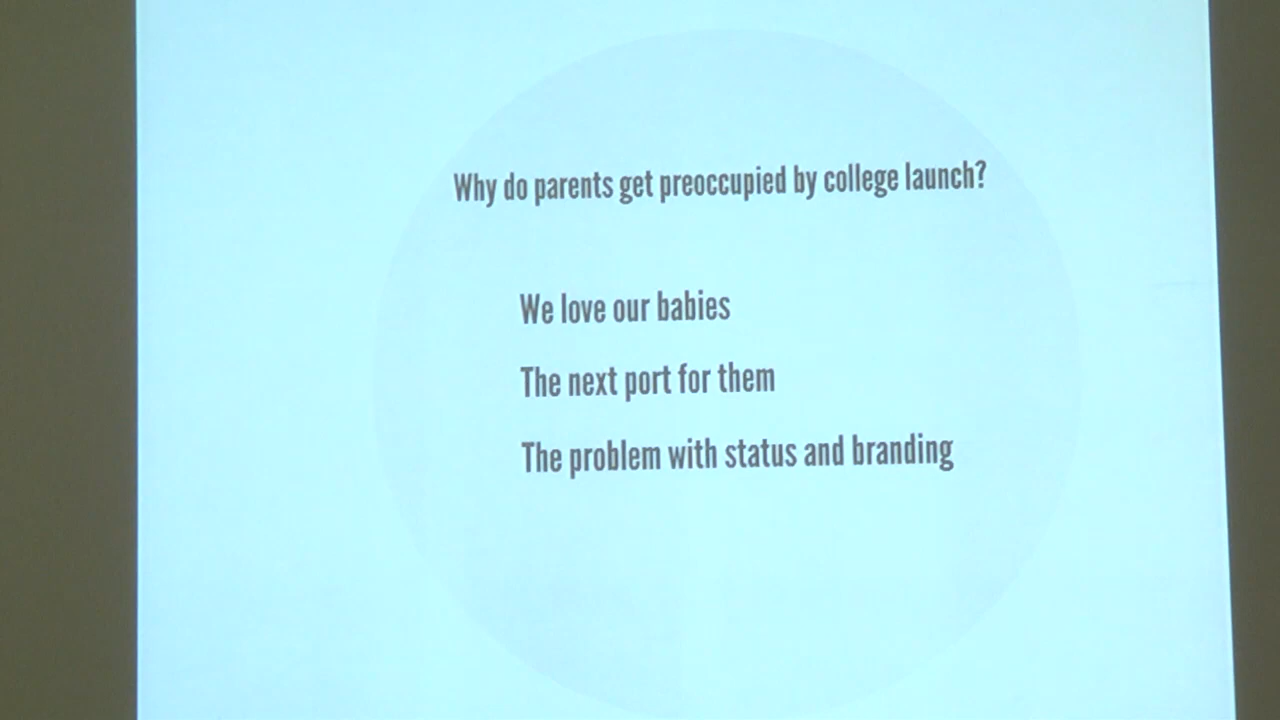 Why do parents get preoccupied by college launch?
We love our babies
The next port for them
The problem with status and branding